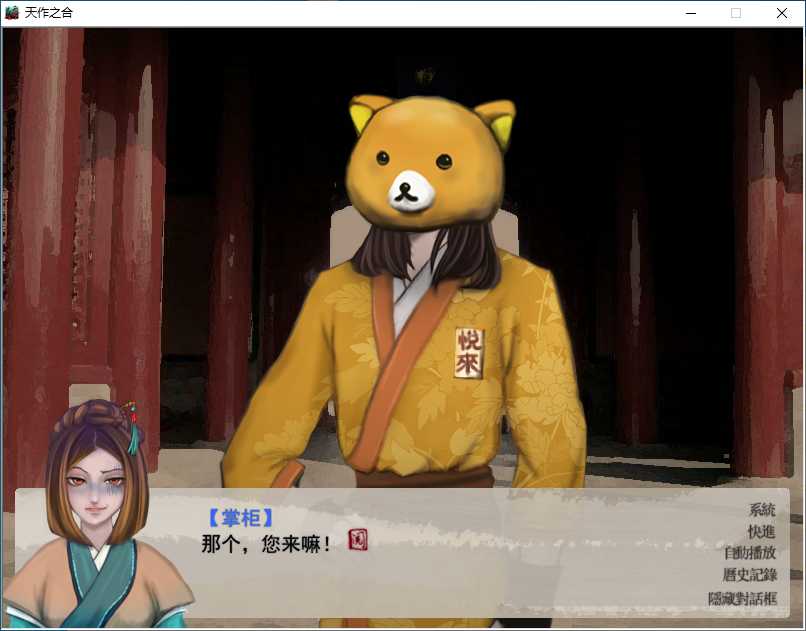 天作之合
悦
來
【掌柜】
那个，您来嘛！
系統
快進
自動播放
曆史記錄
隱藏對話框